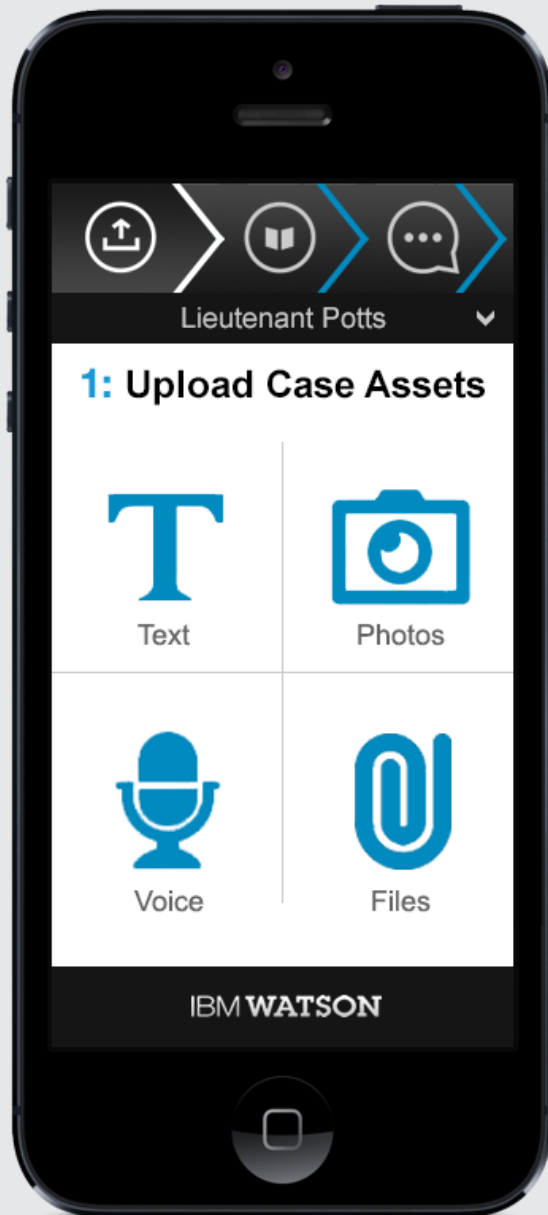 Lieutenant Potts
1: Upload Case Assets
T
Text
Photos
Voice
Files
IBM WATSON